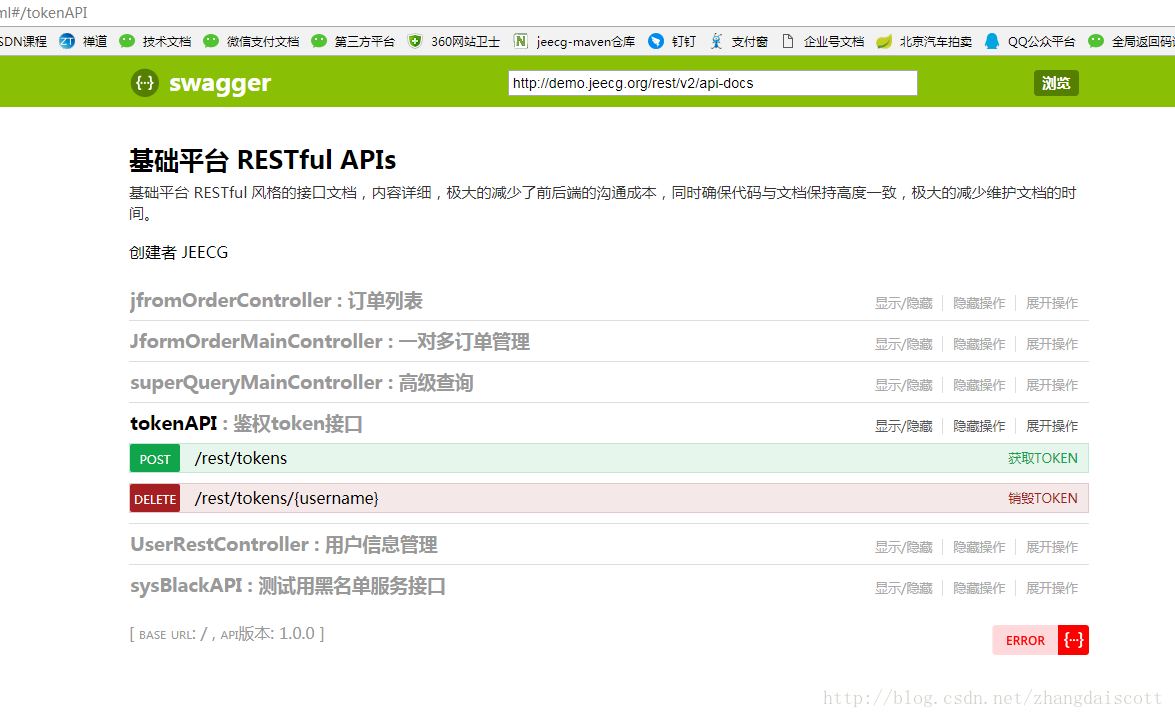 ml#/tokenAPI
SDN课程 ZT 禅道 技术文档 微信支付文档 第三方平台 360网站卫士 N jeecg-maven仓库 钉钉 支付窗 企业号文档 北京汽车拍卖 QQ公众平台 全局返回码
{··} swagger http://demo.jeecg.org/rest/v2/api-docs 浏览
基础平台 RESTful APIs
基础平台 RESTful 风格的接口文档，内容详细，极大的减少了前后端的沟通成本，同时确保代码与文档保持高度一致，极大的减少维护文档的时
间。
创建者 JEECG
jfromOrderController : 订单列表 显示/隐藏 隐藏操作 展开操作
JformOrderMainController : 一对多订单管理 显示/隐藏 隐藏操作 展开操作
superQueryMainController : 高级查询 显示/隐藏 隐藏操作 展开操作
tokenAPI : 鉴权token接口 显示/隐藏 隐藏操作 展开操作
POST /rest/tokens 获取TOKEN
DELETE /rest/tokens/{username} 销毁TOKEN
UserRestController : 用户信息管理 显示/隐藏 隐藏操作 展开操作
sysBlackAPI : 测试用黑名单服务接口 显示/隐藏 隐藏操作 展开操作
[ BASE URL: / , API版本: 1.0.0 ] ERROR {···}
http://blog.csdn.net/zhangdaiscott